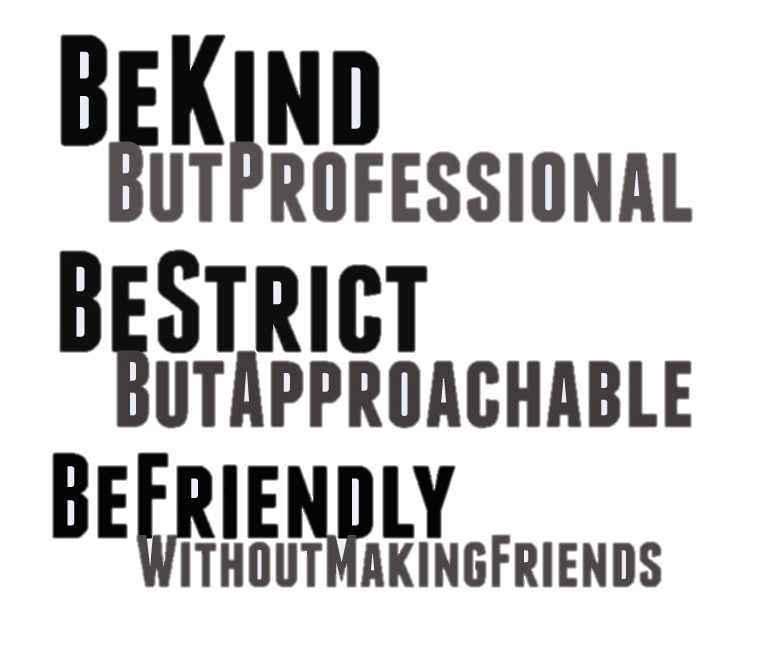 BeKind
ButProfessional
BeStrict
ButApproachable
BeFriendly
WithoutMakingFriends